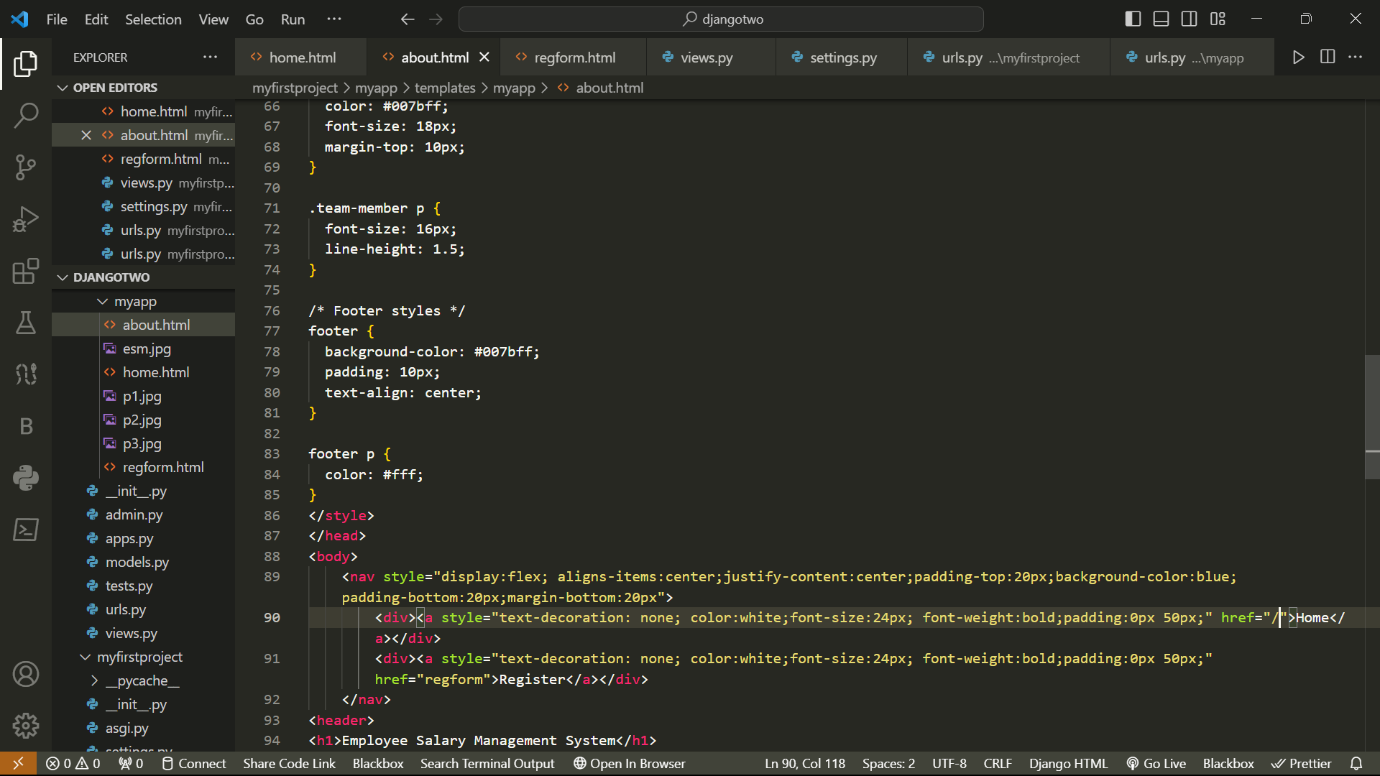 File Edit Selection View Go Run ···
djangotwo
EXPLORER ···
home.html about.html regform.html views.py settings.py urls.py ...\myfirstproject urls.py ...\myapp
myfirstproject > myapp > templates > myapp > about.html
OPEN EDITORS
home.html myfir...
about.html myfir...
regform.html m...
views.py myfirstp...
settings.py myfir...
urls.py myfirstpro...
urls.py myfirstpro...
DJANGOTWO
myapp
about.html
esm.jpg
home.html
p1.jpg
p2.jpg
p3.jpg
regform.html
__init__.py
admin.py
apps.py
models.py
tests.py
urls.py
views.py
myfirstproject
__pycache__
__init__.py
asgi.py
settings.py
66 color: #007bff;
67 font-size: 18px;
68 margin-top: 10px;
69 }
70
71 .team-member p {
72 font-size: 16px;
73 line-height: 1.5;
74 }
75
76 /* Footer styles */
77 footer {
78 background-color: #007bff;
79 padding: 10px;
80 text-align: center;
81 }
82
83 footer p {
84 color: #fff;
85 }
86 </style>
87 </head>
88 <body>
89 <nav style="display:flex; aligns-items:center;justify-content:center;padding-top:20px;background-color:blue;
padding-bottom:20px;margin-bottom:20px">
90 <div><a style="text-decoration: none; color:white;font-size:24px; font-weight:bold;padding:0px 50px;" href="/">Home</
a></div>
91 <div><a style="text-decoration: none; color:white;font-size:24px; font-weight:bold;padding:0px 50px;"
href="regform">Register</a></div>
92 </nav>
93 <header>
94 <h1>Employee Salary Management System</h1>
0 0 0 Connect Share Code Link Blackbox Search Terminal Output Open In Browser Ln 90, Col 118 Spaces: 2 UTF-8 CRLF Django HTML Go Live Blackbox Prettier